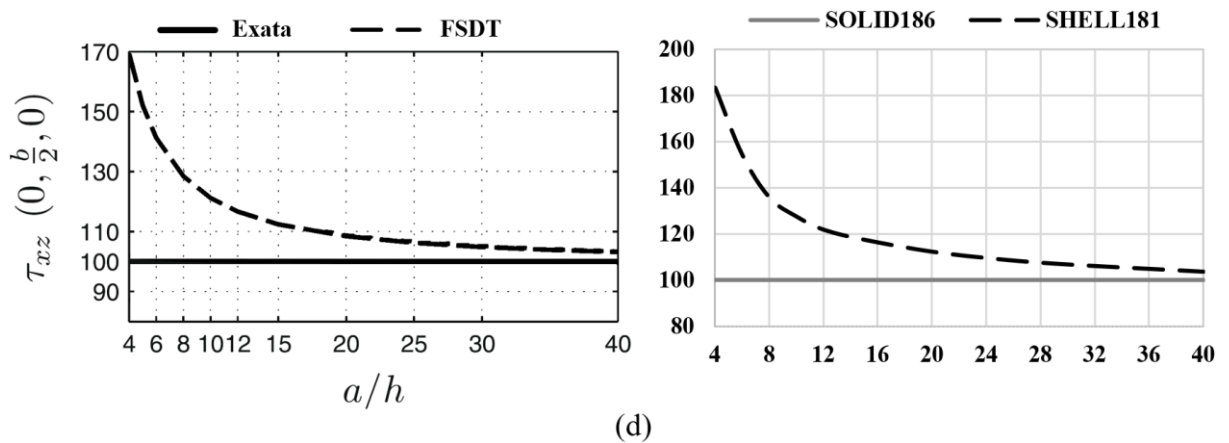 Exata FSDT
170
150
130
110
100
90
τxz (0, b/2, 0)
4 6 8 10 12 15 20 25 30 40
a/h
SOLID186 SHELL181
200
180
160
140
120
100
80
4 8 12 16 20 24 28 32 36 40
(d)